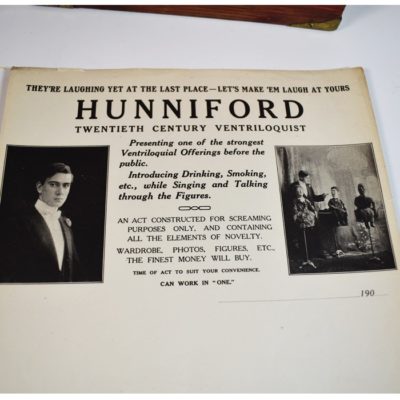 THEY'RE LAUGHING YET AT THE LAST PLACE—LET'S MAKE 'EM LAUGH AT YOURS
HUNNIFORD
TWENTIETH CENTURY VENTRILOQUIST
Presenting one of the strongest
Ventriloquial Offerings before the
public.
Introducing Drinking, Smoking,
etc., while Singing and Talking
through the Figures.
AN ACT CONSTRUCTED FOR SCREAMING
PURPOSES ONLY, AND CONTAINING
ALL THE ELEMENTS OF NOVELTY.
WARDROBE, PHOTOS, FIGURES, ETC.,
THE FINEST MONEY WILL BUY.
TIME OF ACT TO SUIT YOUR CONVENIENCE.
CAN WORK IN "ONE."
190